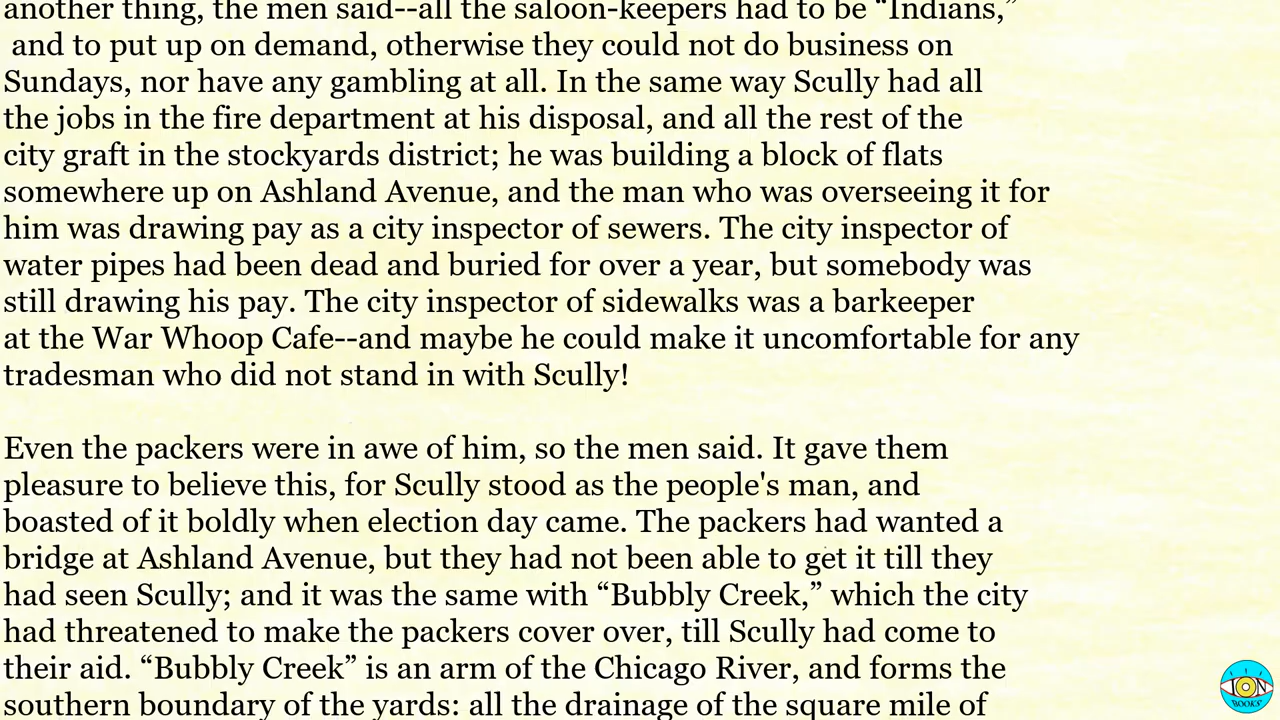 another thing, the men said--all the saloon-keepers had to be “Indians,”
and to put up on demand, otherwise they could not do business on
Sundays, nor have any gambling at all. In the same way Scully had all
the jobs in the fire department at his disposal, and all the rest of the
city graft in the stockyards district; he was building a block of flats
somewhere up on Ashland Avenue, and the man who was overseeing it for
him was drawing pay as a city inspector of sewers. The city inspector of
water pipes had been dead and buried for over a year, but somebody was
still drawing his pay. The city inspector of sidewalks was a barkeeper
at the War Whoop Cafe--and maybe he could make it uncomfortable for any
tradesman who did not stand in with Scully!

Even the packers were in awe of him, so the men said. It gave them
pleasure to believe this, for Scully stood as the people's man, and
boasted of it boldly when election day came. The packers had wanted a
bridge at Ashland Avenue, but they had not been able to get it till they
had seen Scully; and it was the same with “Bubbly Creek,” which the city
had threatened to make the packers cover over, till Scully had come to
their aid. “Bubbly Creek” is an arm of the Chicago River, and forms the
southern boundary of the yards: all the drainage of the square mile of
ION
BOOKS